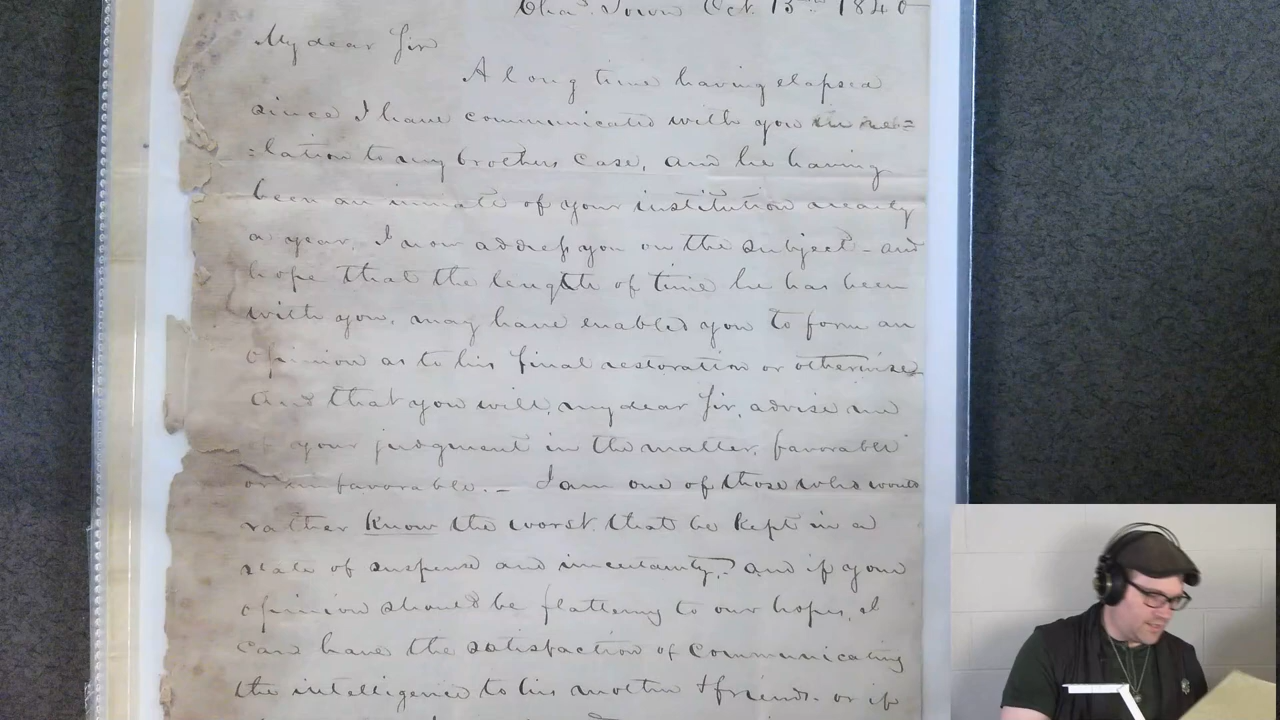 Chas. Town Oct. 13th 1840
My dear Sir
A long time having elapsed
since I have communicated with you in re=
=lation to my brothers case, and he having
been an inmate of your institution nearly
a year, I now address you on the subject - and
hope that the length of time he has been
with you, may have enabled you to form an
opinion as to his final restoration or otherwise
And that you will, my dear Sir, advise me
of your judgment in the matter, favorable
or unfavorable. - I am one of those who would
rather know the worst, that be kept in a
state of suspense and uncertainty, and if your
opinion should be flattering to our hopes, I
can have the satisfaction of communicating
the intelligence to his mother & friends. or if